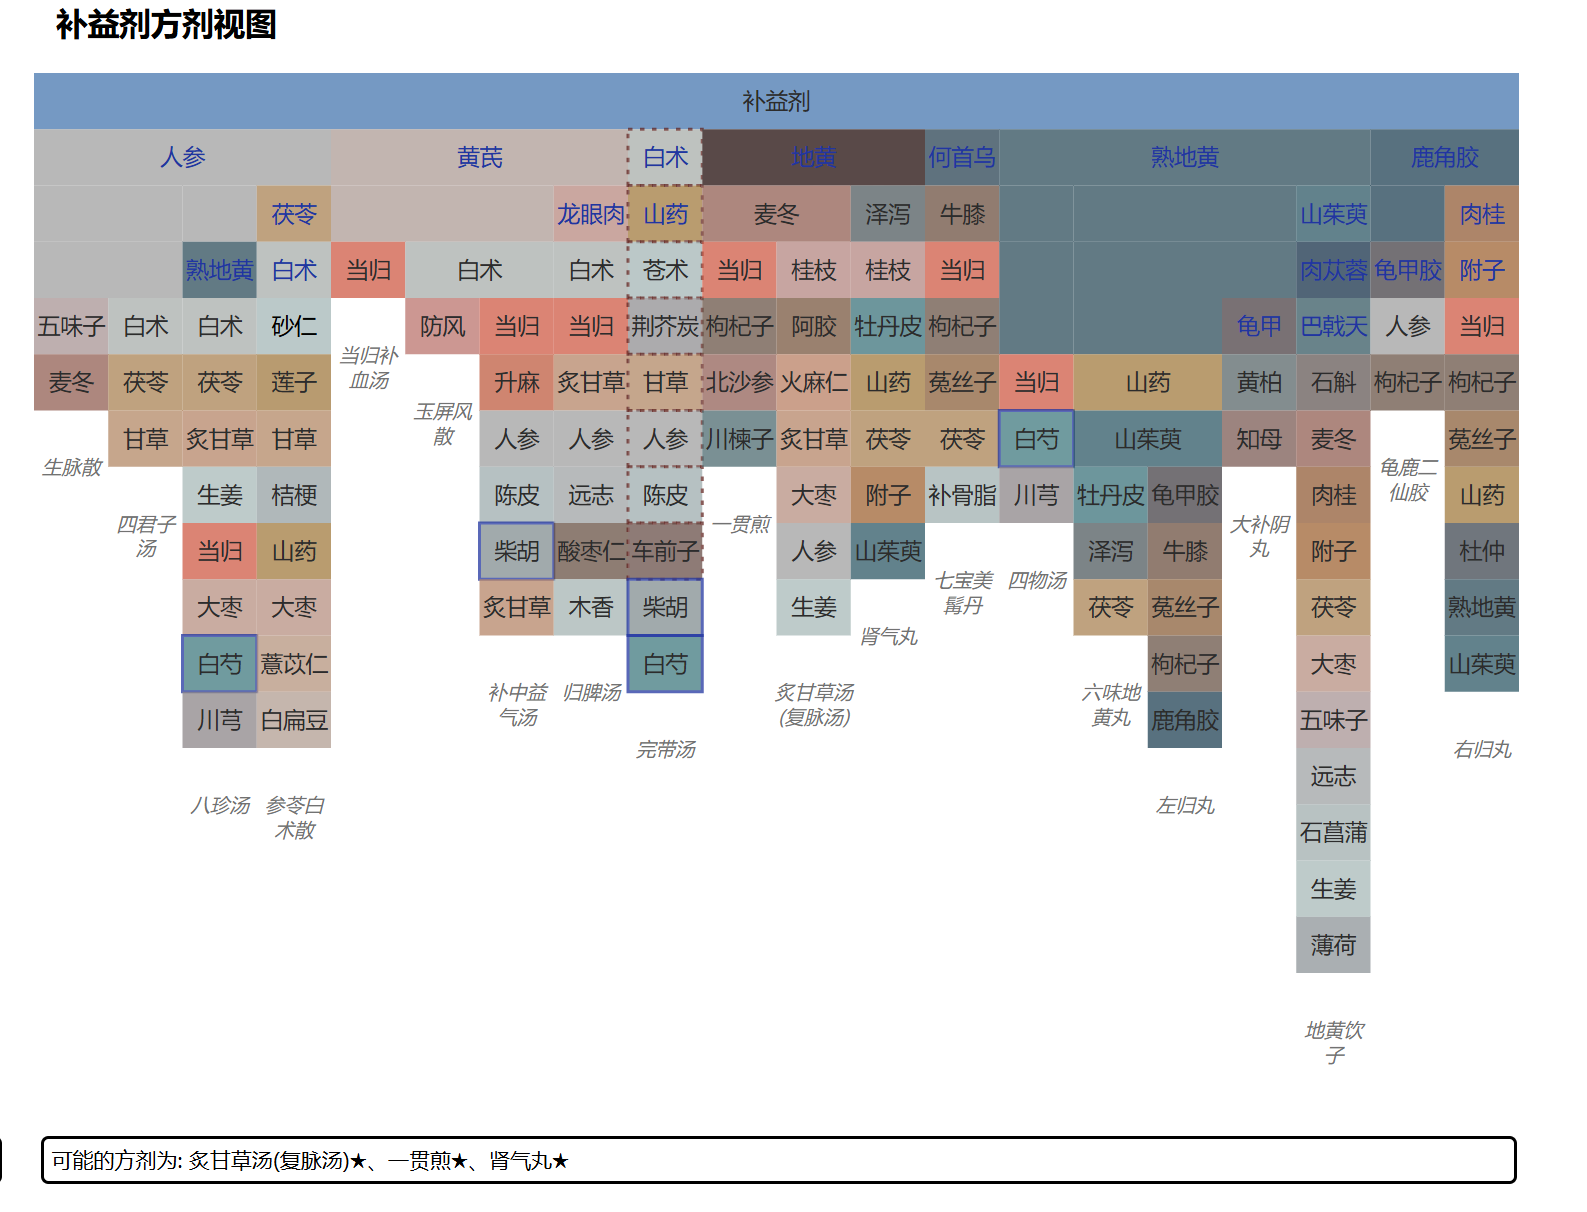 补益剂方剂视图
补益剂
人参 黄芪 白术 地黄 何首乌 熟地黄 鹿角胶
茯苓 龙眼肉 山药 麦冬 泽泻 牛膝 山茱萸 肉桂
熟地黄 白术 当归 白术 白术 苍术 当归 桂枝 桂枝 当归 肉苁蓉 龟甲胶 附子
五味子 白术 白术 砂仁 防风 当归 当归 荆芥炭 枸杞子 阿胶 牡丹皮 枸杞子 龟甲 巴戟天 人参 当归
当归补
血汤
麦冬 茯苓 茯苓 莲子 升麻 炙甘草 甘草 北沙参 火麻仁 山药 菟丝子 当归 山药 黄柏 石斛 枸杞子 枸杞子
玉屏风
散
甘草 炙甘草 甘草 人参 人参 人参 川楝子 炙甘草 茯苓 茯苓 白芍 山茱萸 知母 麦冬 菟丝子
生脉散
龟鹿二
仙胶
生姜 桔梗 陈皮 远志 陈皮 大枣 附子 补骨脂 川芎 牡丹皮 龟甲胶 肉桂 山药
四君子
汤
一贯煎
大补阴
丸
当归 山药 柴胡 酸枣仁 车前子 人参 山茱萸 泽泻 牛膝 附子 杜仲
七宝美
髯丹
四物汤
大枣 大枣 炙甘草 木香 柴胡 生姜 茯苓 菟丝子 茯苓 熟地黄
肾气丸
白芍 薏苡仁 白芍 枸杞子 大枣 山茱萸
补中益
气汤
归脾汤
炙甘草汤
(复脉汤)
六味地
黄丸
川芎 白扁豆 鹿角胶 五味子
完带汤
右归丸
远志
八珍汤
参苓白
术散
左归丸
石菖蒲
生姜
薄荷
地黄饮
子
可能的方剂为: 炙甘草汤(复脉汤)★、一贯煎★、肾气丸★